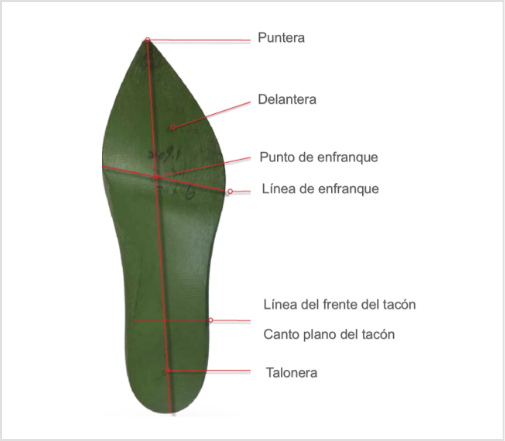 Puntera
Delantera
Punto de enfranque
Línea de enfranque
Línea del frente del tacón
Canto plano del tacón
Talonera